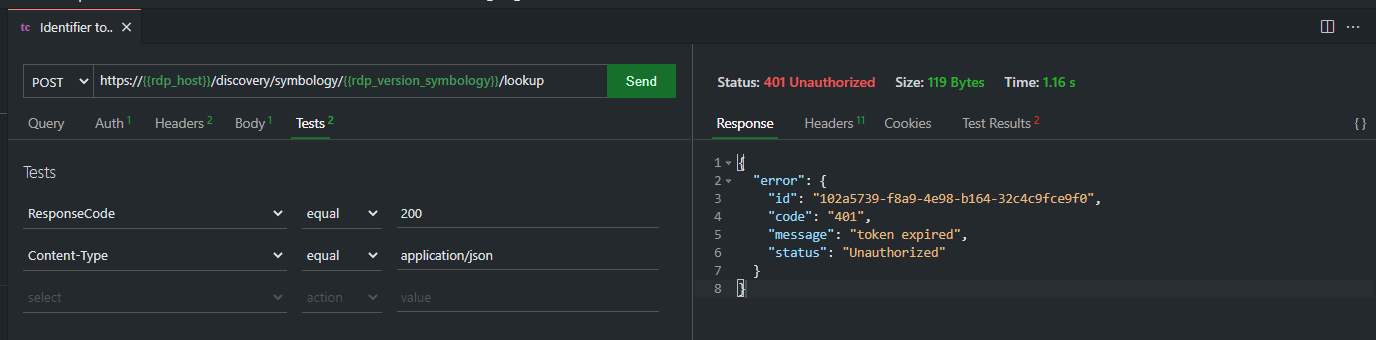 tc Identifier to..
POST https://{{rdp_host}}/discovery/symbology/{{rdp_version_symbology}}/lookup Send
Query Auth 1 Headers 2 Body 1 Tests 2
Tests
ResponseCode equal 200
Content-Type equal application/json
select action value
Status: 401 Unauthorized Size: 119 Bytes Time: 1.16 s
Response Headers 11 Cookies Test Results 2 { }
1 {
2 "error": {
3 "id": "102a5739-f8a9-4e98-b164-32c4c9fce9f0",
4 "code": "401",
5 "message": "token expired",
6 "status": "Unauthorized"
7 }
8 }